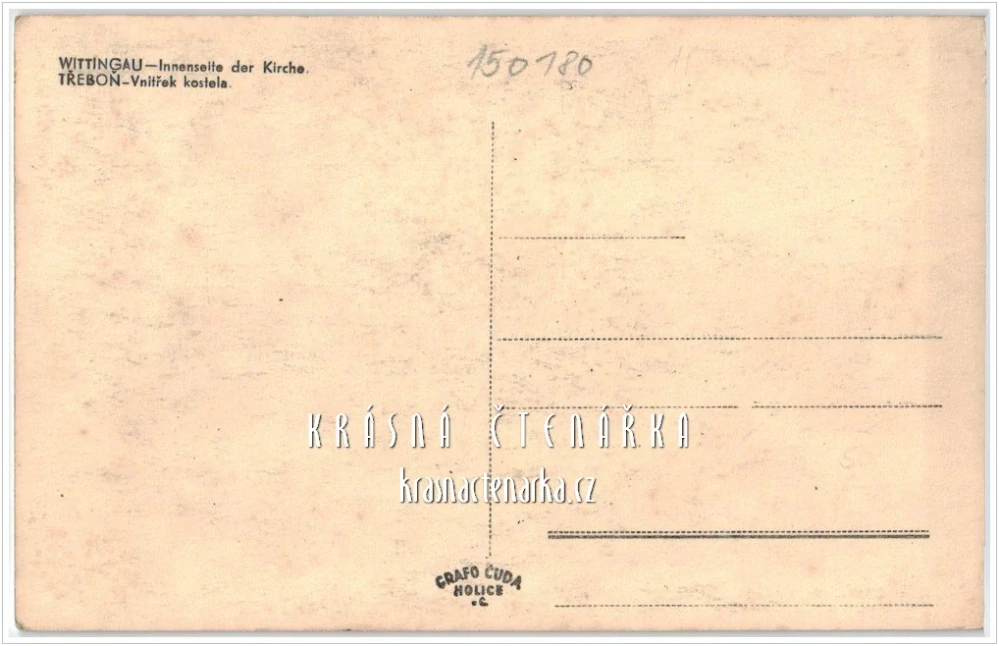 WITTINGAU—Innenseite der Kirche.
TŘEBOŇ-Vnitřek kostela.
150180
KRÁSNÁ ČTENÁŘKA
krasnactenarka.cz
GRAFO ČUDA
HOLICE